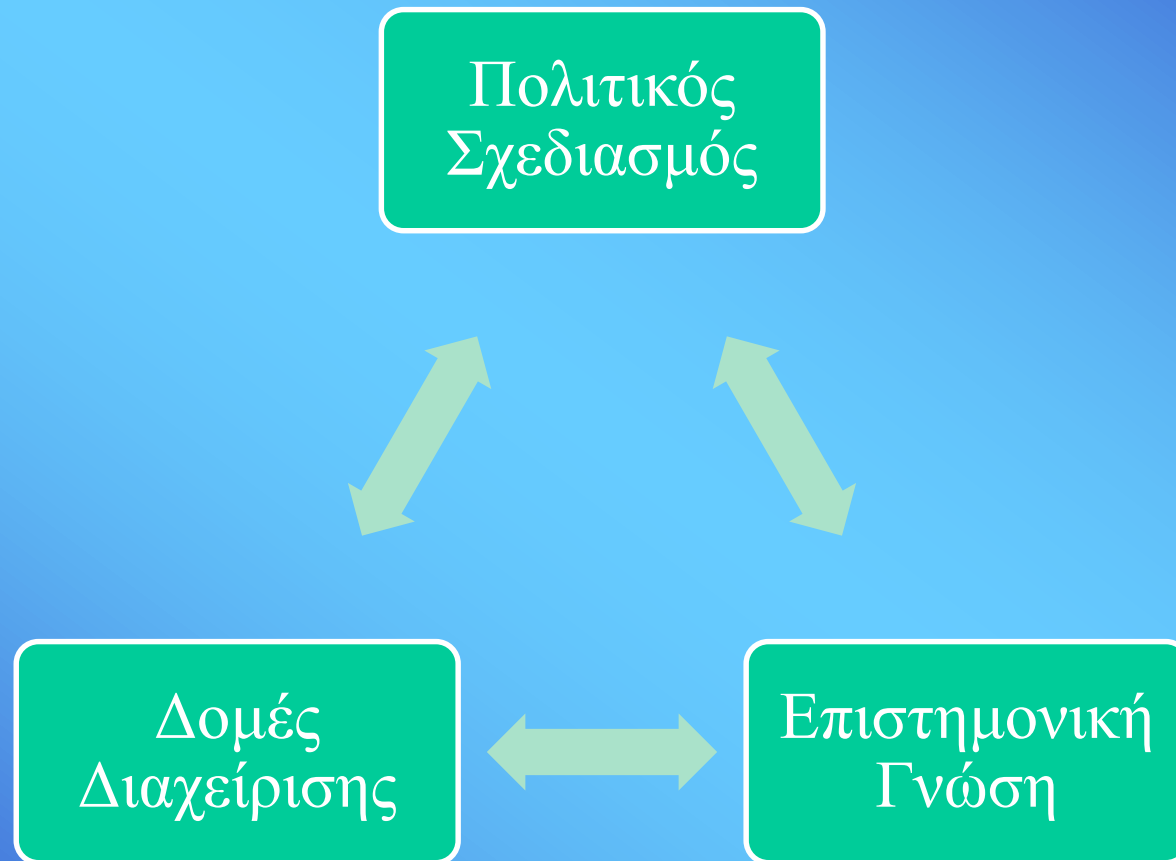 Πολιτικός
Σχεδιασμός
Δομές
Διαχείρισης
Επιστημονική
Γνώση